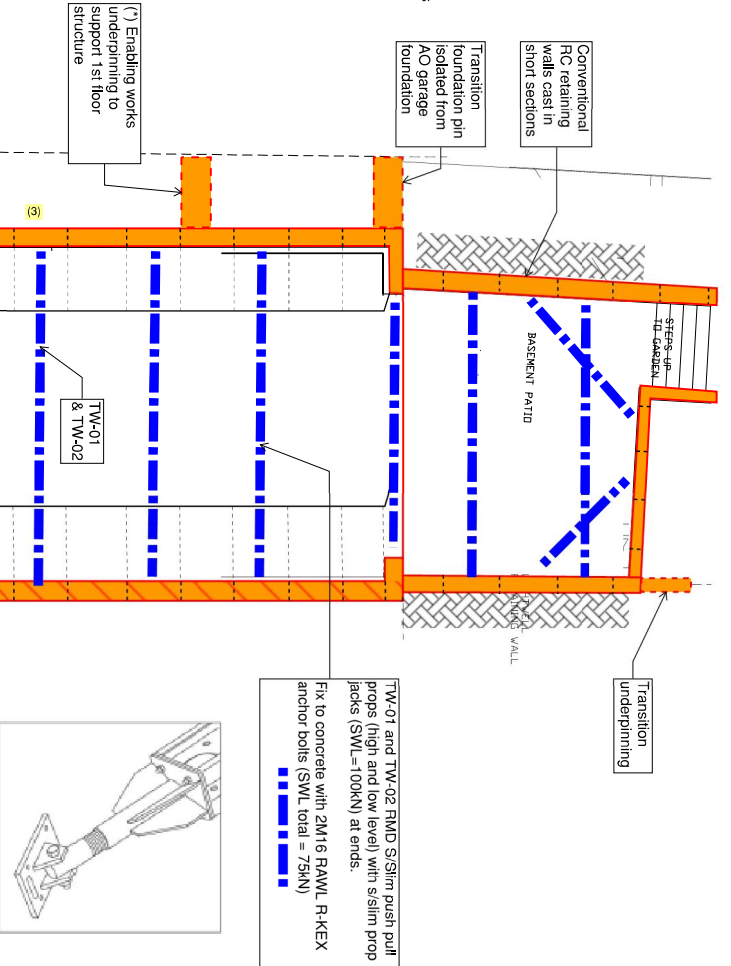 (*) Enabling works
underpinning to
support 1st floor
structure
Transition
foundation pin
isolated from
AO garage
foundation
Conventional
RC retaining
walls cast in
short sections
(3)
STEPS UP
TO GARDEN
BASEMENT PATIO
TW-01
& TW-02
WALL
Transition
underpinning
TW-01 and TW-02 RMD S/Slim push pull
props (high and low level) with s/slim prop
jacks (SWL=100kN) at ends.
Fix to concrete with 2M16 RAWL R-KEX
anchor bolts (SWL total = 75kN)